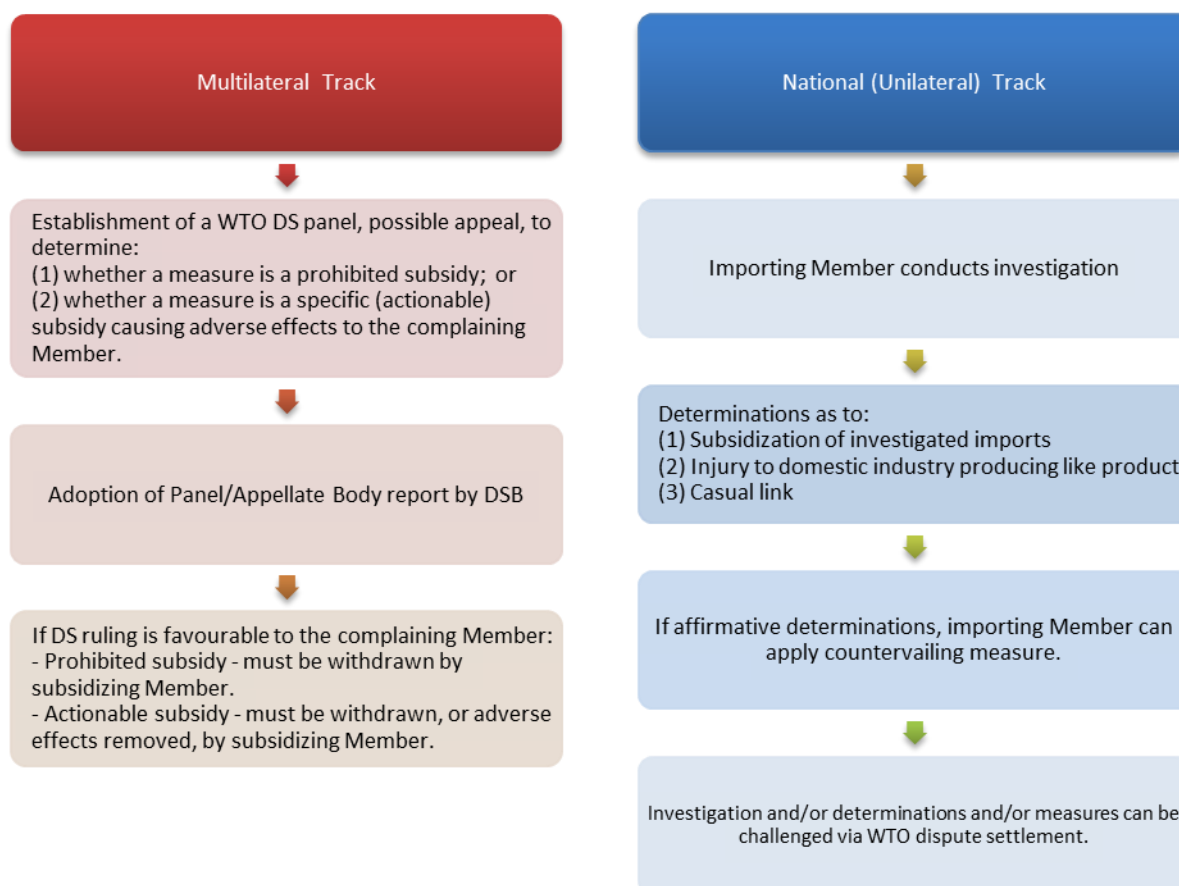 Multilateral Track
Establishment of a WTO DS panel, possible appeal, to
determine:
(1) whether a measure is a prohibited subsidy; or
(2) whether a measure is a specific (actionable)
subsidy causing adverse effects to the complaining
Member.
Adoption of Panel/Appellate Body report by DSB
If DS ruling is favourable to the complaining Member:
- Prohibited subsidy - must be withdrawn by
subsidizing Member.
- Actionable subsidy - must be withdrawn, or adverse
effects removed, by subsidizing Member.
National (Unilateral) Track
Importing Member conducts investigation
Determinations as to:
(1) Subsidization of investigated imports
(2) Injury to domestic industry producing like product
(3) Casual link
If affirmative determinations, importing Member can
apply countervailing measure.
Investigation and/or determinations and/or measures can be
challenged via WTO dispute settlement.